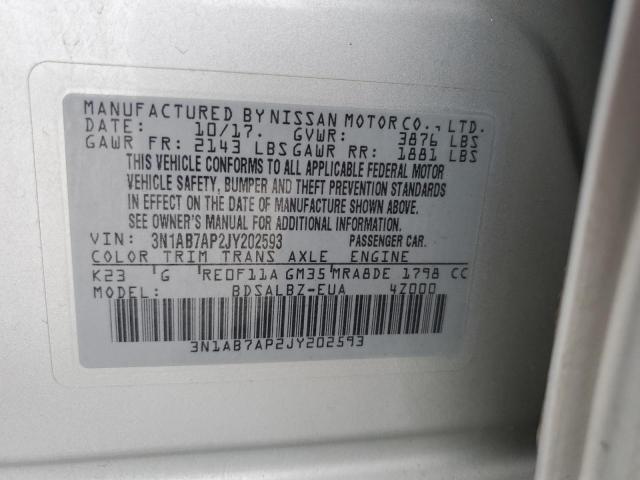 MANUFACTURED BY NISSAN MOTOR CO., LTD.
DATE: 10/17. GVWR: 3876 LBS
GAWR FR: 2143 LBS GAWR RR: 1881 LBS
THIS VEHICLE CONFORMS TO ALL APPLICABLE FEDERAL MOTOR
VEHICLE SAFETY, BUMPER AND THEFT PREVENTION STANDARDS
IN EFFECT ON THE DATE OF MANUFACTURE SHOWN ABOVE.
SEE OWNER'S MANUAL FOR ADDITIONAL INFORMATION.
VIN: 3N1AB7AP2JY202593 PASSENGER CAR.
COLOR TRIM TRANS AXLE ENGINE
K23 G RE0F11A GM35 MRA8DE 1798 CC
MODEL: BDSALBZ-EUA 4Z000
3N1AB7AP2JY202593